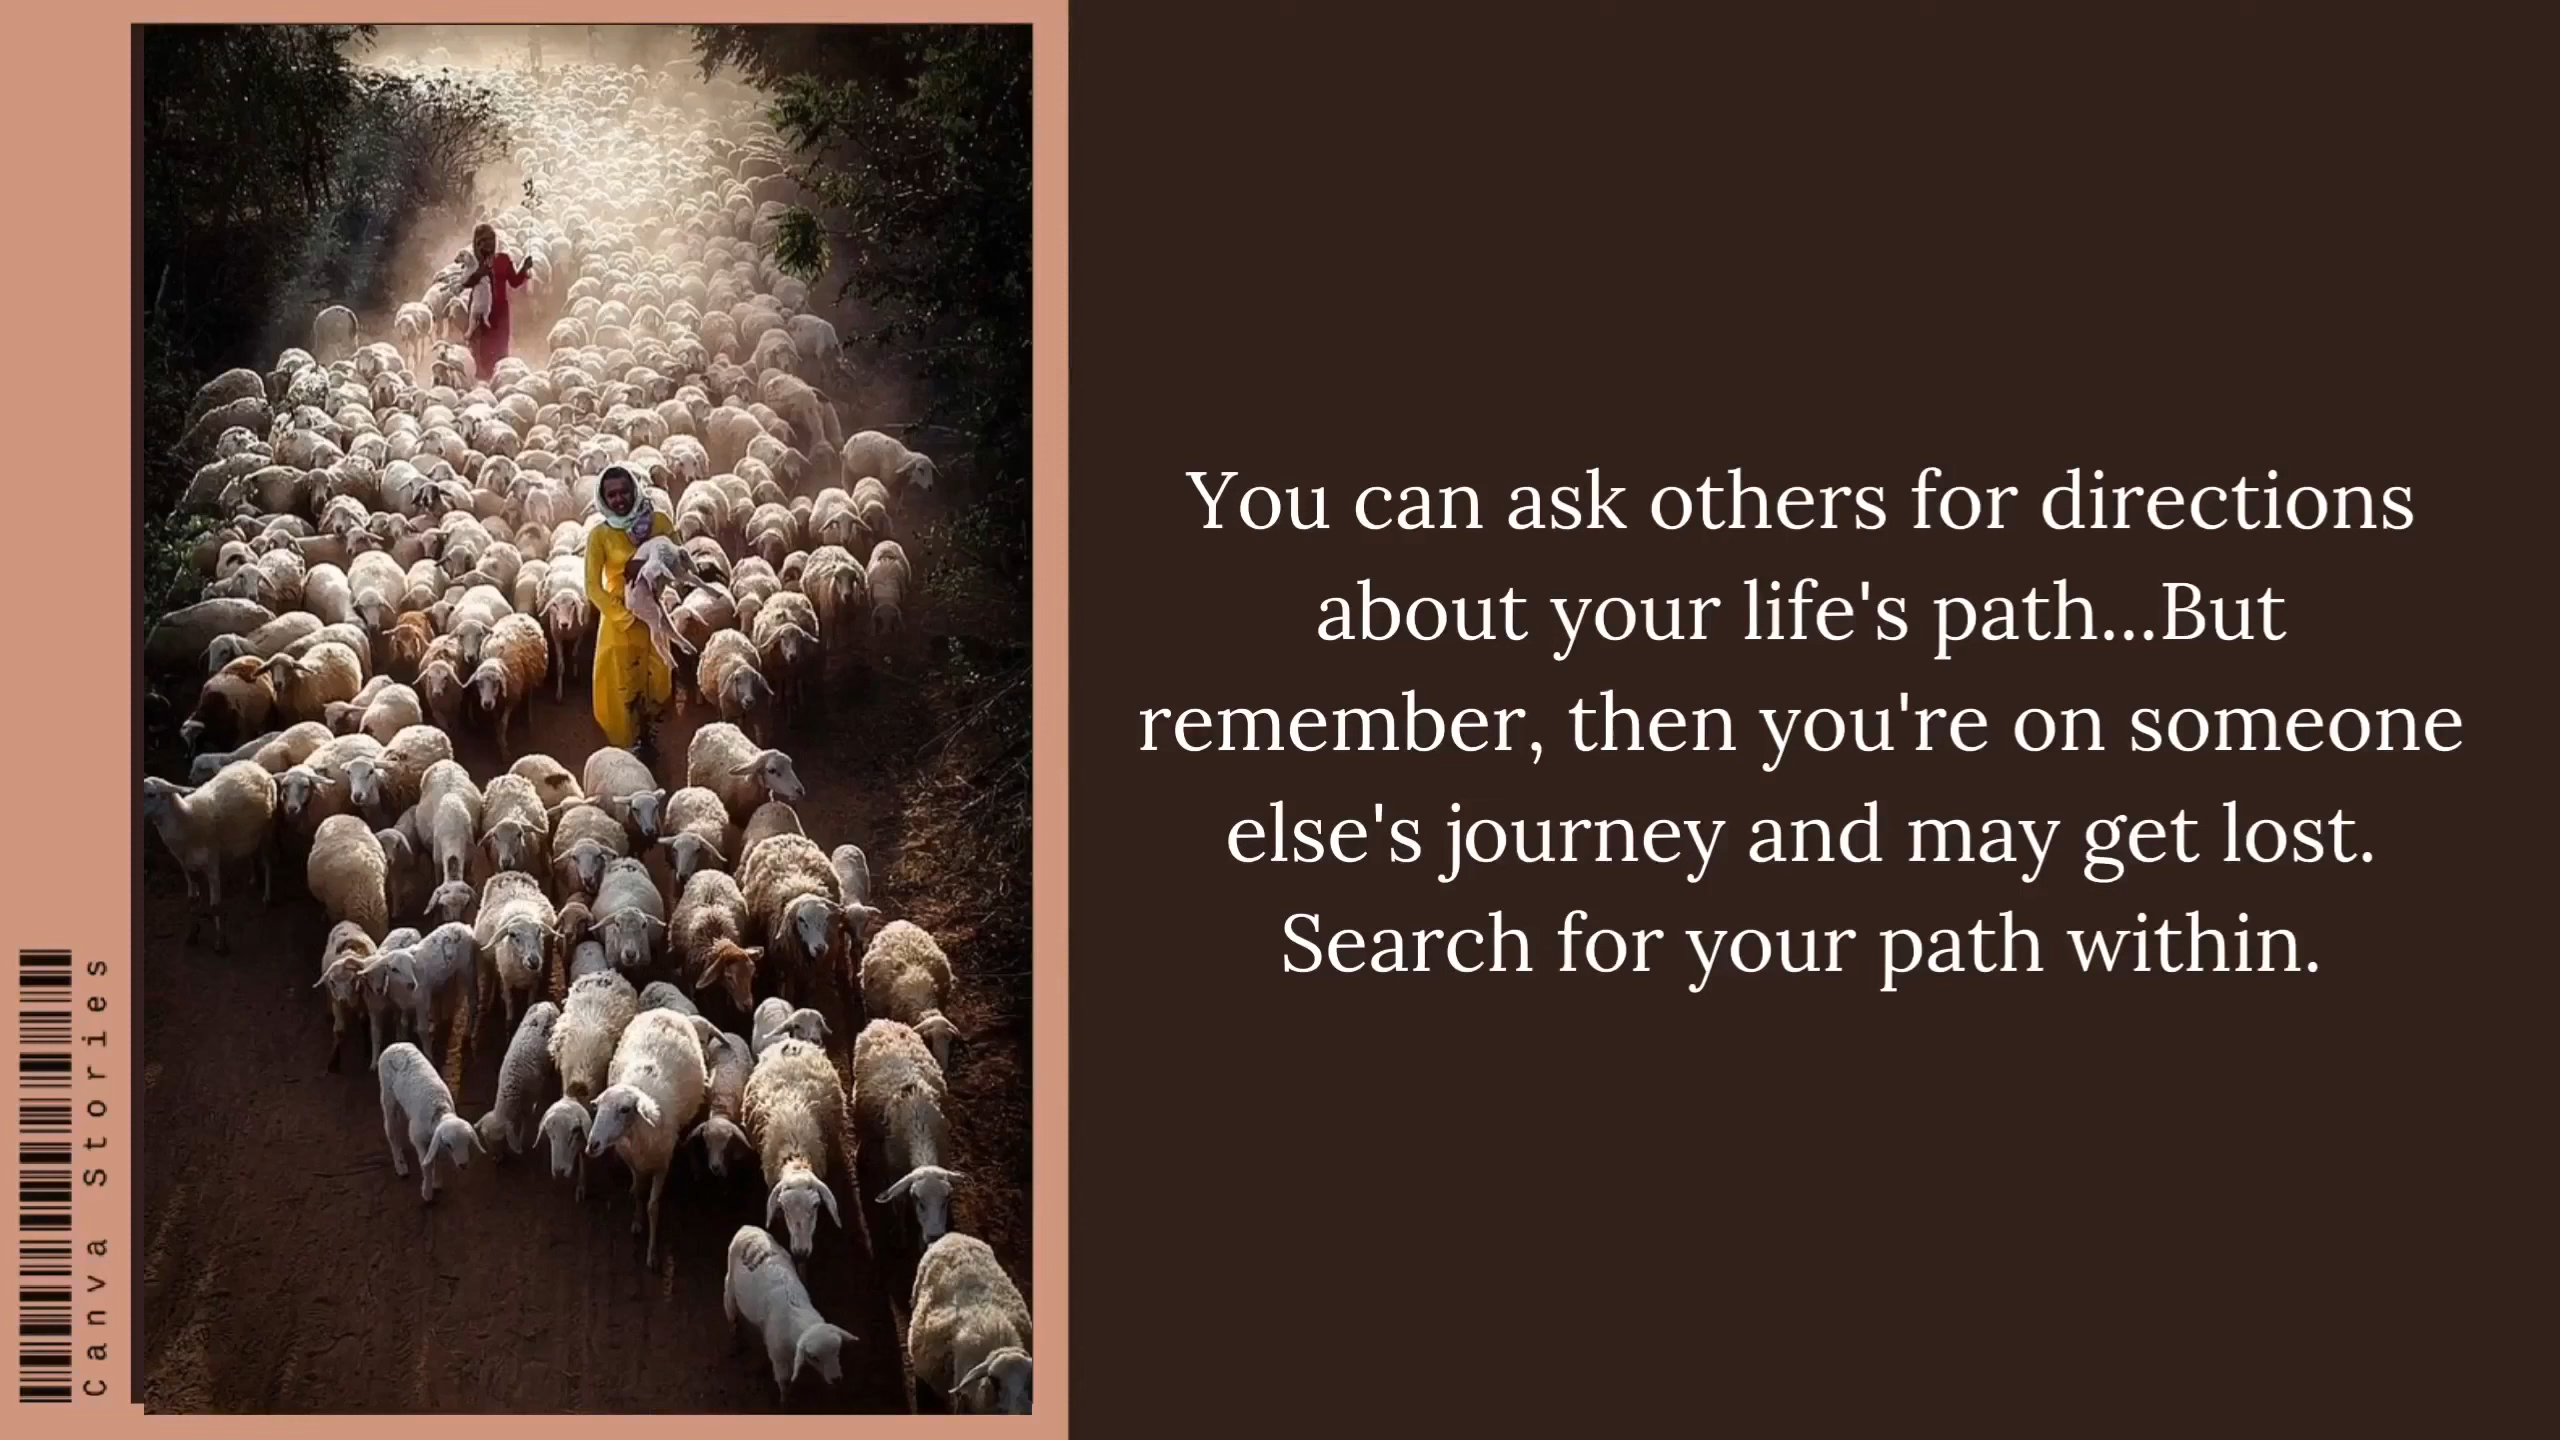 Canva Stories
You can ask others for directions
about your life's path...But
remember, then you're on someone
else's journey and may get lost.
Search for your path within.